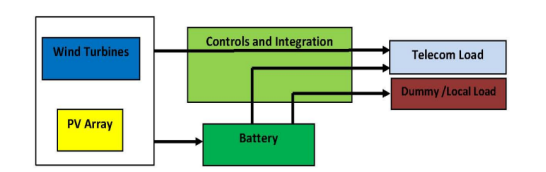 Wind Turbines
Controls and Integration
Telecom Load
Dummy /Local Load
PV Array
Battery